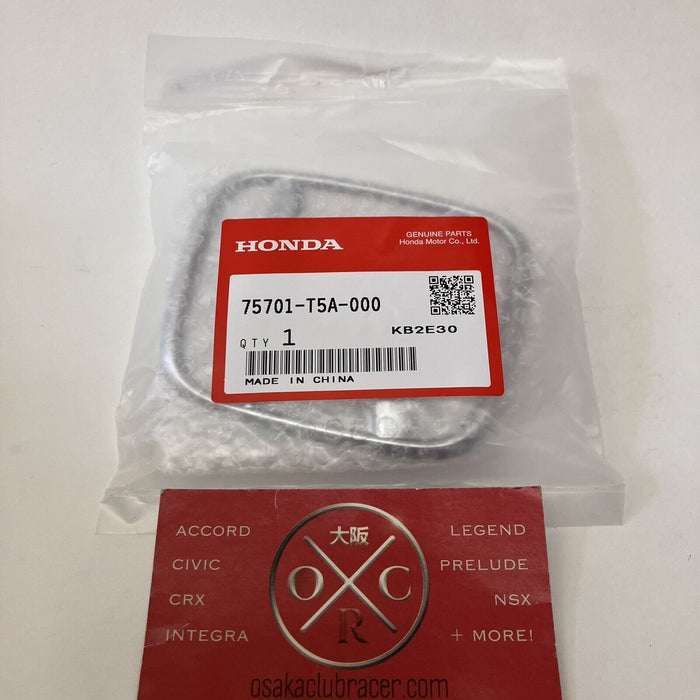 HONDA
GENUINE PARTS
Honda Motor Co., Ltd.
75701-T5A-000
KB2E30
QTY 1
MADE IN CHINA
大阪
O C
R
ACCORD
CIVIC
CRX
INTEGRA
LEGEND
PRELUDE
NSX
+ MORE!
osakaclubracer.com